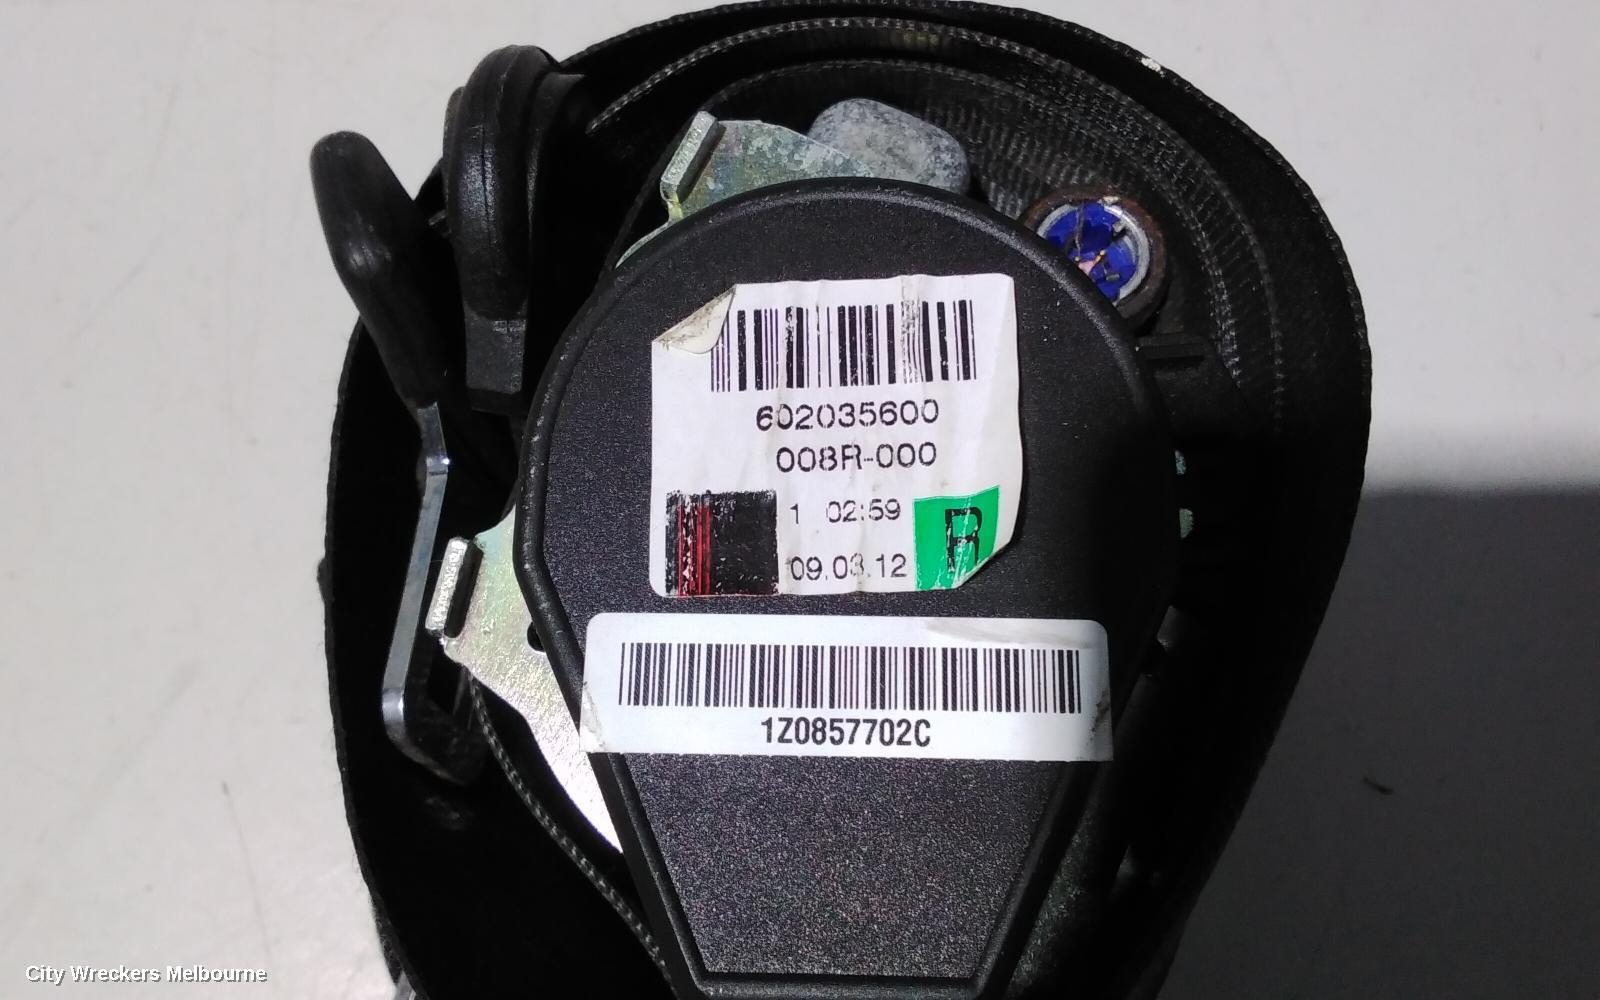 602035600
008R-000
1 02:59
R
09.03.12
1Z0857702C
City Wreckers Melbourne